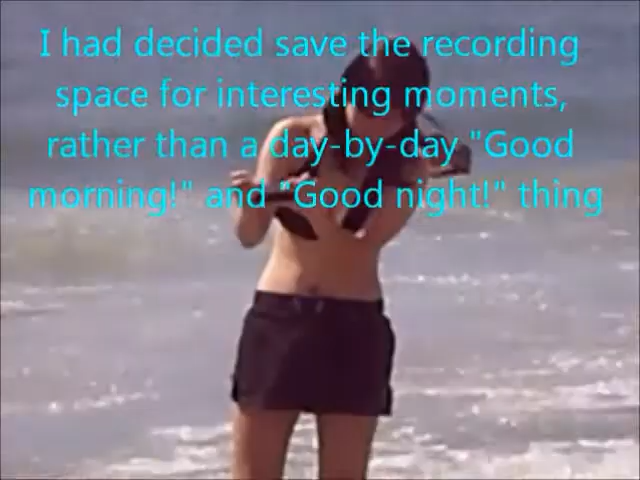 I had decided save the recording
space for interesting moments,
rather than a day-by-day "Good
morning!" and "Good night!" thing